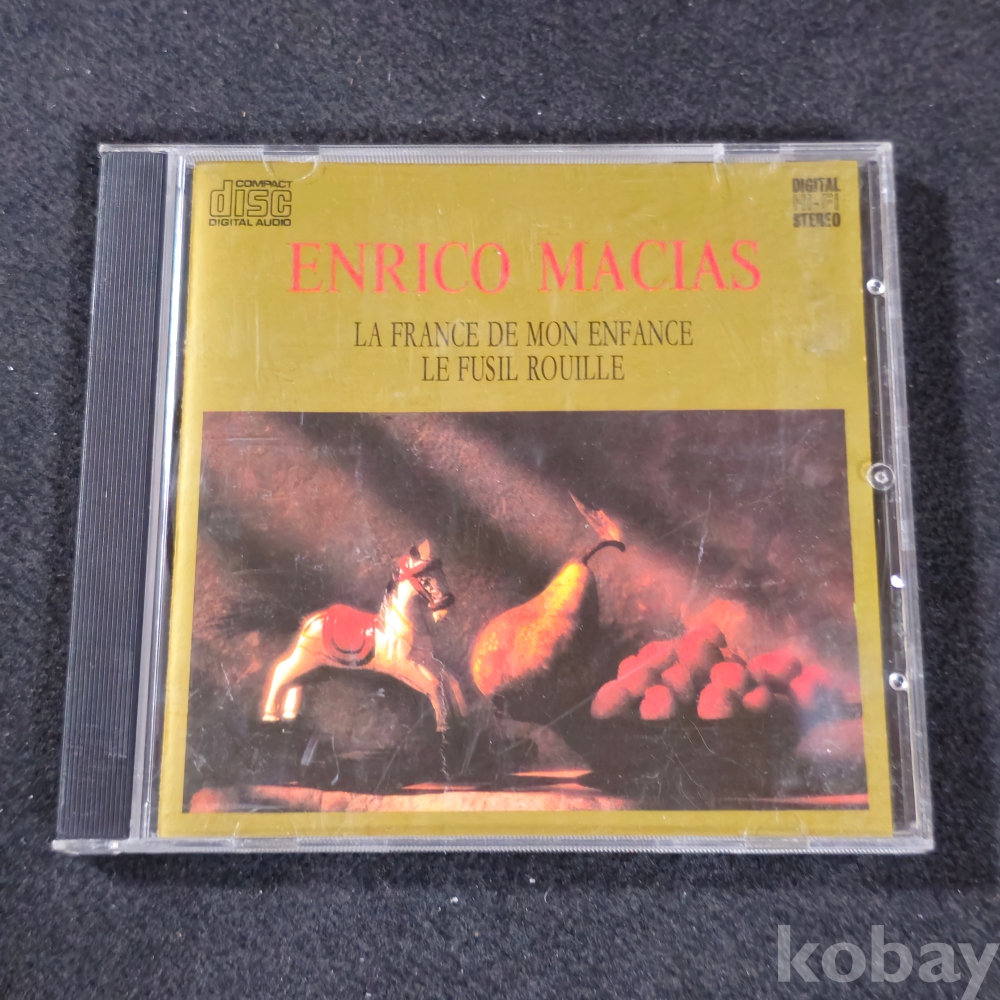 COMPACT
disc
DIGITAL AUDIO
DIGITAL
HI-FI
STEREO
ENRICO MACIAS
LA FRANCE DE MON ENFANCE
LE FUSIL ROUILLE
kobay